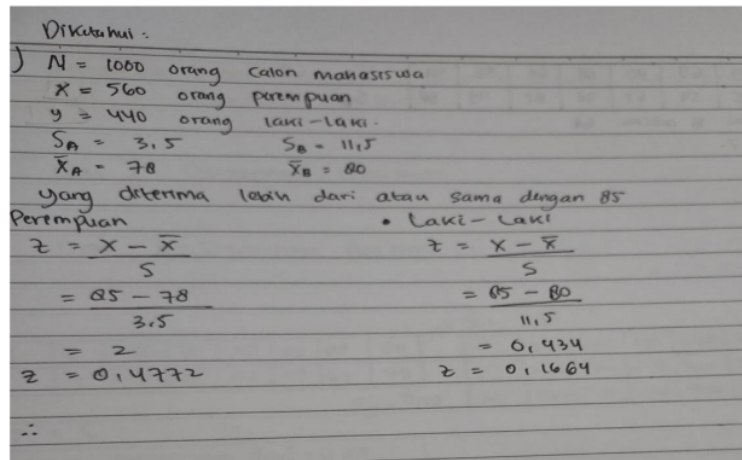 Diketahui :
) N = 1000 orang calon mahasiswa
x = 560 orang perempuan
y = 440 orang laki-laki.
SA = 3,5 SB = 11,5
X̄A = 78 X̄B = 80
yang diterima lebih dari atau sama dengan 85
Perempuan • Laki-Laki
z = x - x̄ / S z = x - x̄ / S
= 85 - 78 / 3.5 = 85 - 80 / 11,5
= 2 = 0,434
z = 0,4772 z = 0,1664
∴